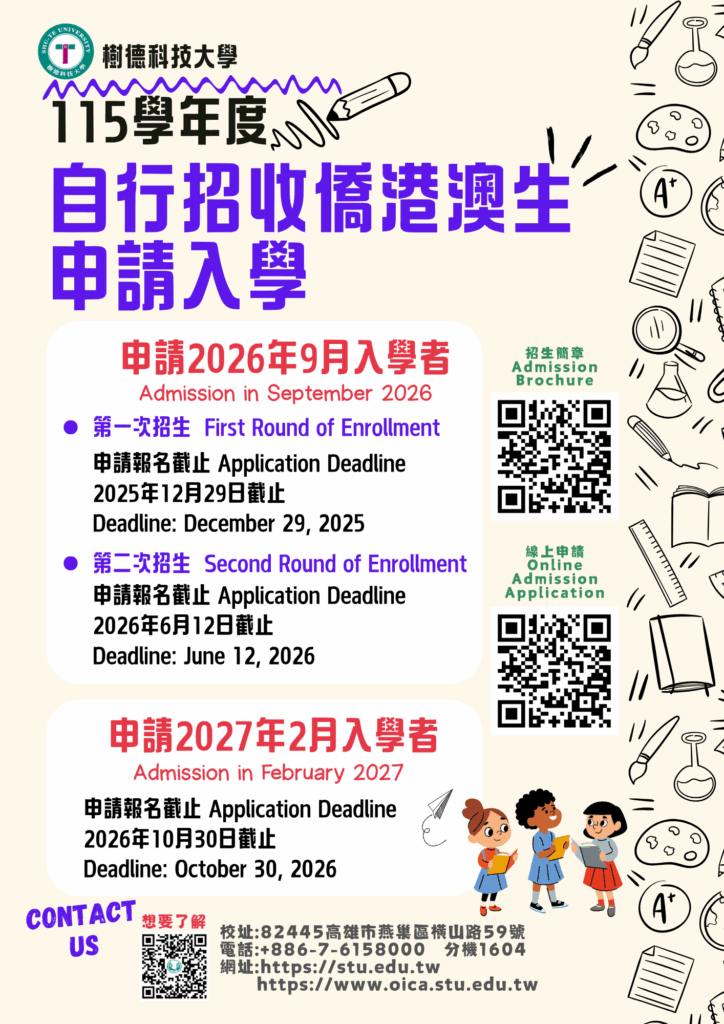 SHU-TE UNIVERSITY
樹德科技大學
樹德科技大學
115學年度
自行招收僑港澳生
申請入學
申請2026年9月入學者
Admission in September 2026
第一次招生 First Round of Enrollment
申請報名截止 Application Deadline
2025年12月29日截止
Deadline: December 29, 2025
第二次招生 Second Round of Enrollment
申請報名截止 Application Deadline
2026年6月12日截止
Deadline: June 12, 2026
招生簡章
Admission
Brochure
線上申請
Online
Admission
Application
申請2027年2月入學者
Admission in February 2027
申請報名截止 Application Deadline
2026年10月30日截止
Deadline: October 30, 2026
CONTACT
US
想要了解
校址:82445高雄市燕巢區橫山路59號
電話:+886-7-6158000 分機1604
網址:https://stu.edu.tw
https://www.oica.stu.edu.tw
A+
A+